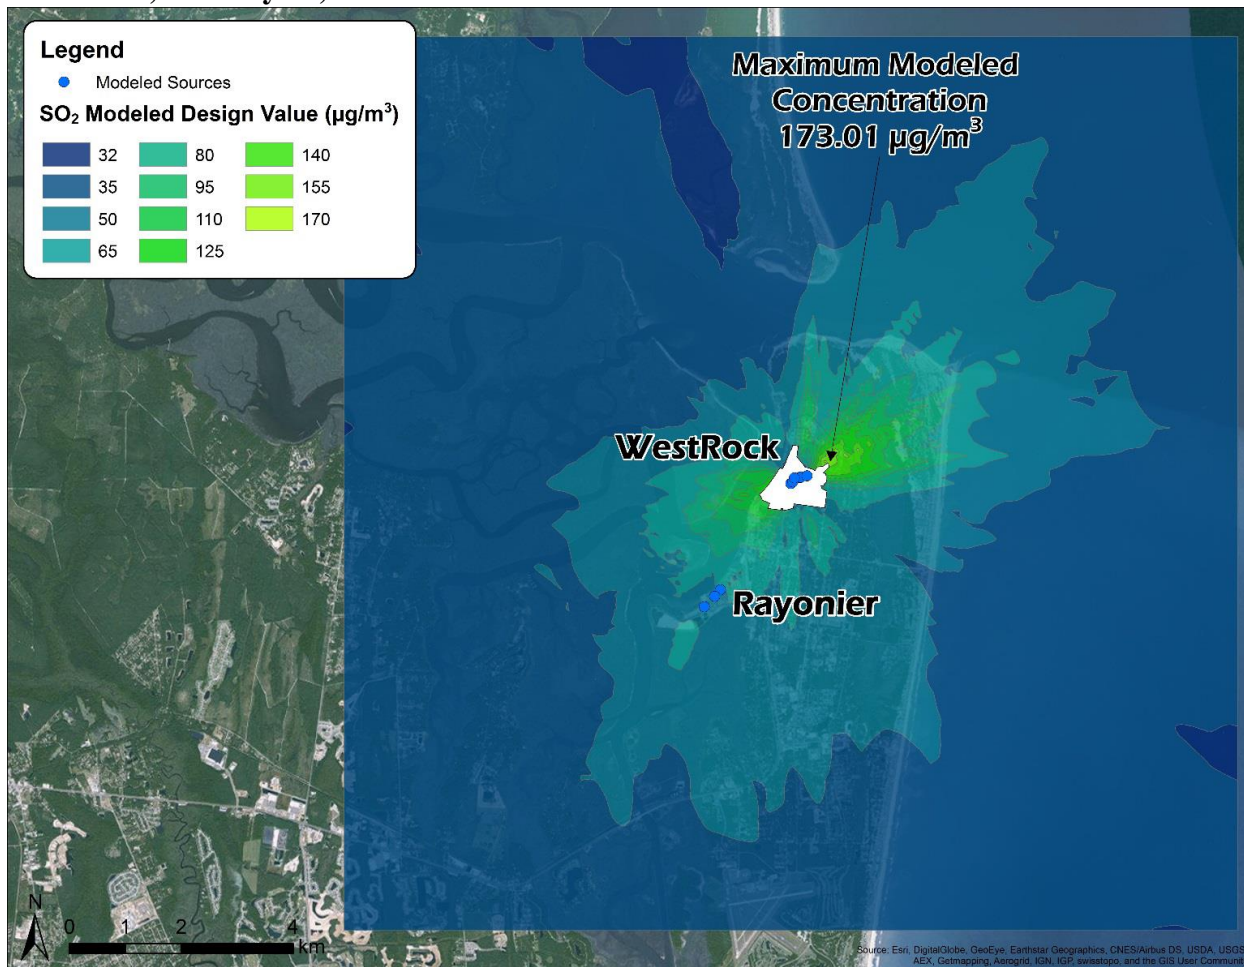 Legend
Modeled Sources
SO₂ Modeled Design Value (µg/m³)
32 80 140
35 95 155
50 110 170
65 125
Maximum Modeled
Concentration
173.01 µg/m³
WestRock
Rayonier
N
0 1 2 4
km
Source: Esri, DigitalGlobe, GeoEye, Earthstar Geographics, CNES/Airbus DS, USDA, USGS
AEX, Getmapping, Aerogrid, IGN, IGP, swisstopo, and the GIS User Communit